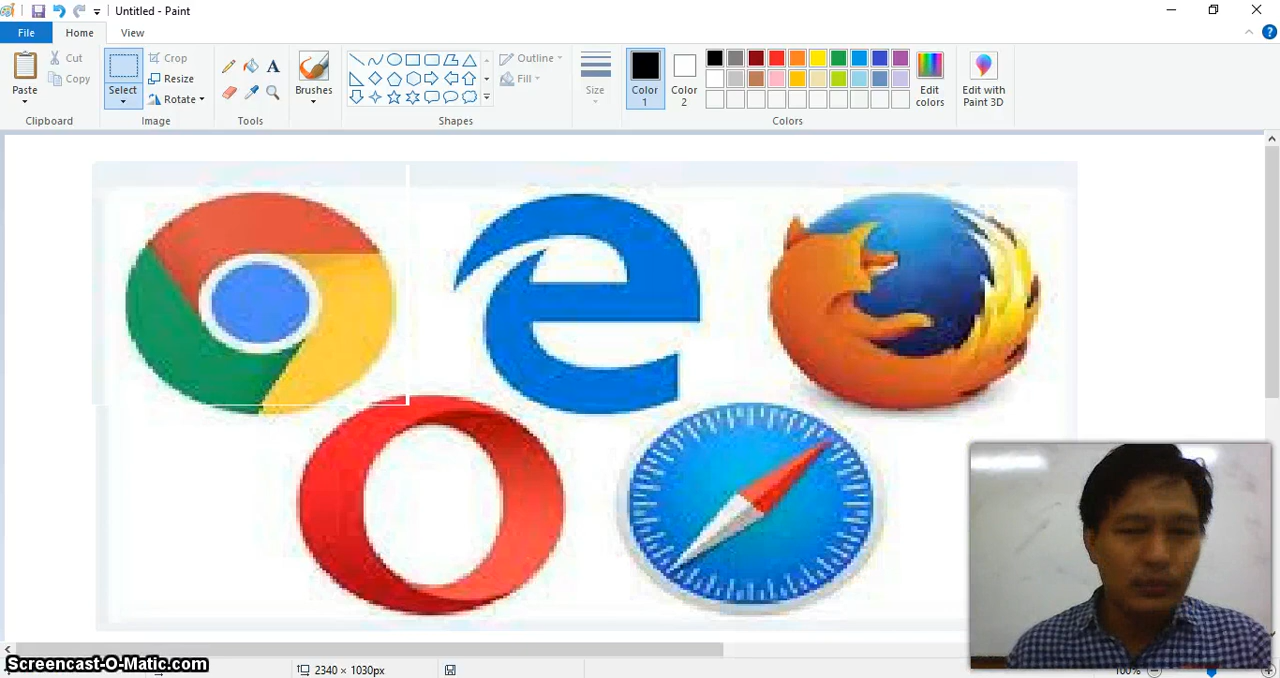 Untitled - Paint
File Home View
Paste
Cut
Copy
Clipboard
Select
Crop
Resize
Rotate
Image
A
Tools
Brushes
Outline
Fill
Shapes
Size
Color 1
Color 2
Edit colors
Colors
Edit with Paint 3D
Screencast-O-Matic.com
2340 × 1030px
100%